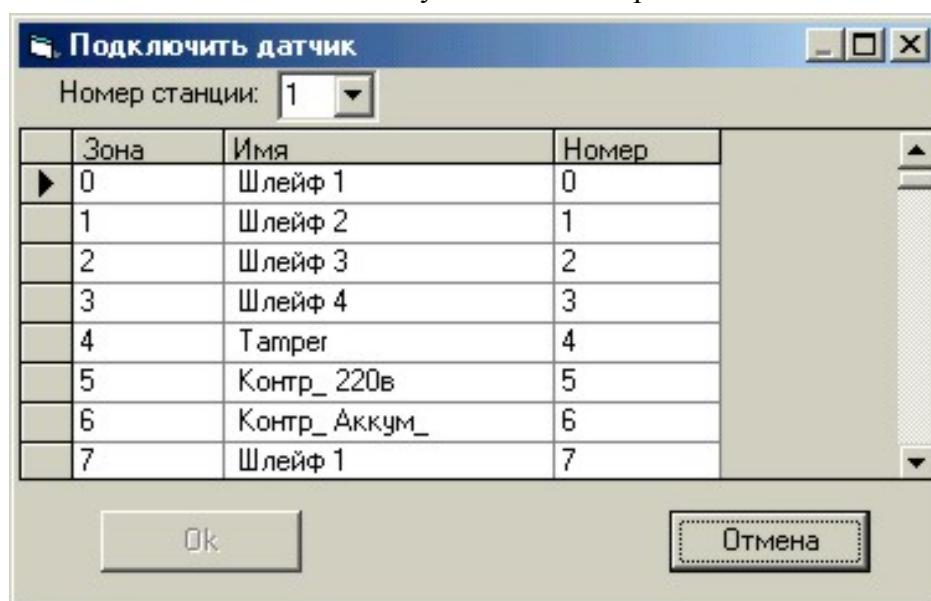 Подключить датчик
Номер станции: 1
Зона Имя Номер
0 Шлейф 1 0
1 Шлейф 2 1
2 Шлейф 3 2
3 Шлейф 4 3
4 Tamper 4
5 Контр_ 220в 5
6 Контр_ Аккум_ 6
7 Шлейф 1 7
Ok Отмена